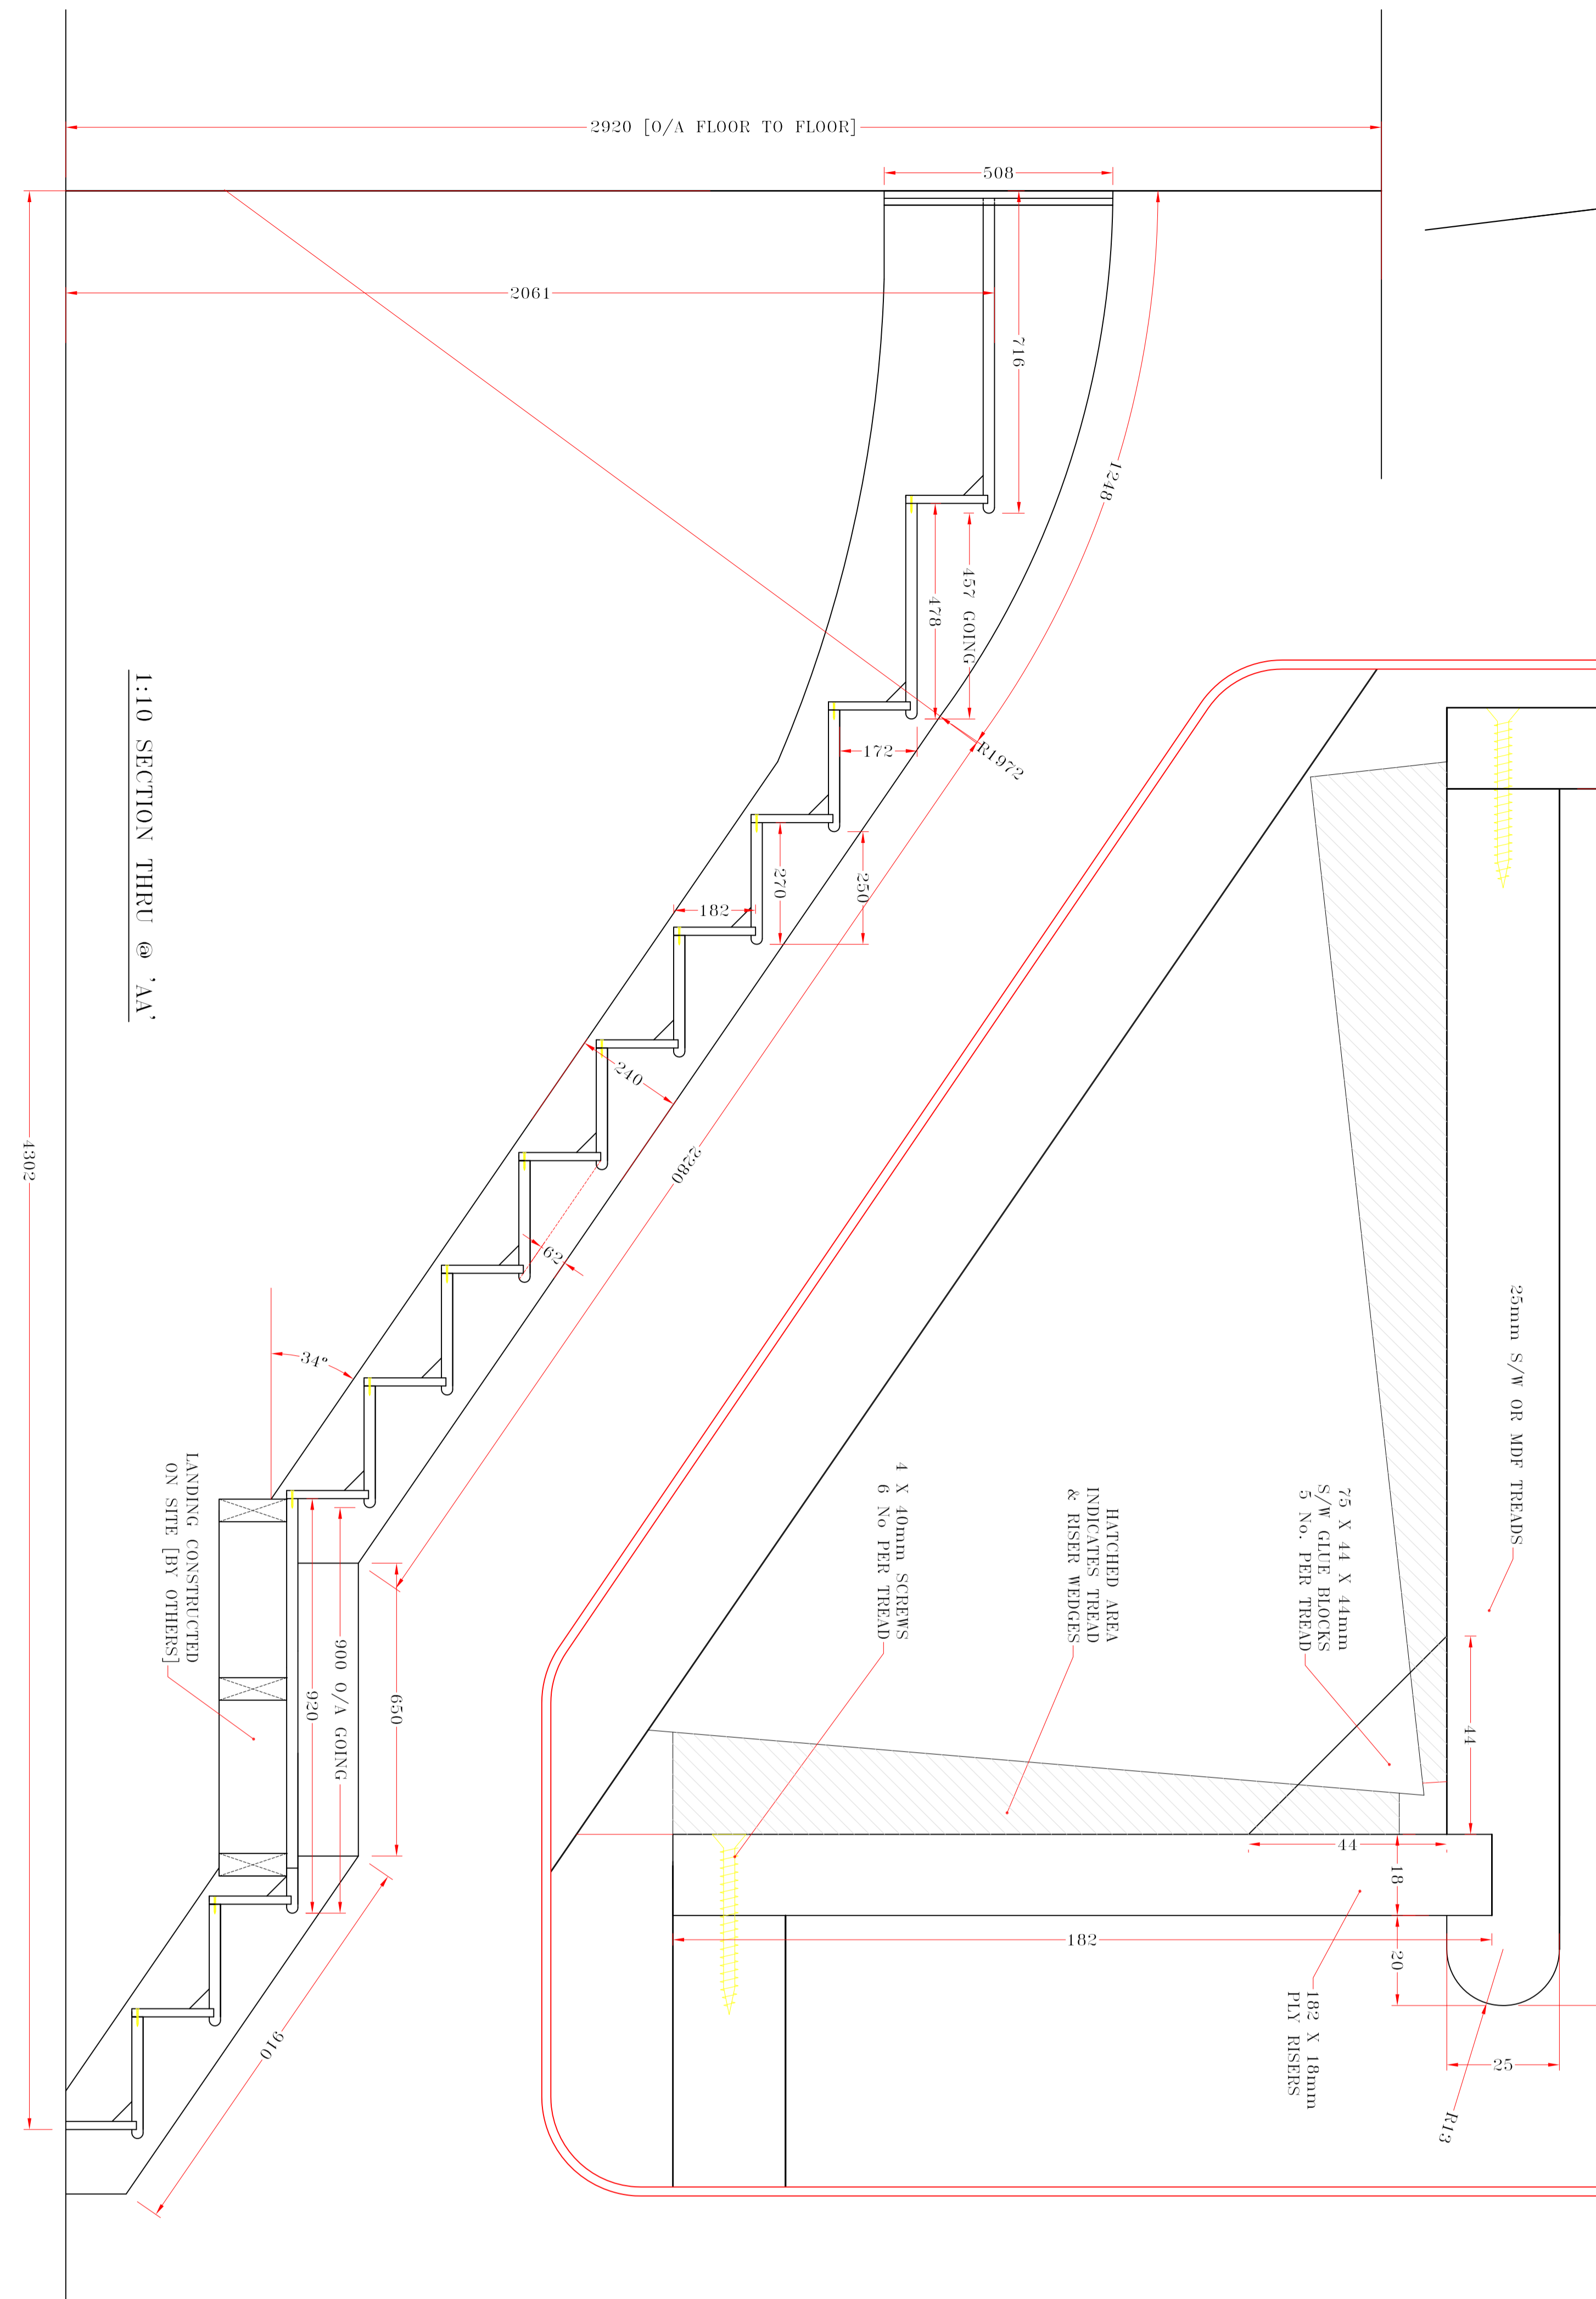 2920 [O/A FLOOR TO FLOOR]
508
2061
716
1248
457 GOING
478
R1972
172
250
270
182
240
2280
62
34°
1:10 SECTION THRU @ 'AA'
4302
LANDING CONSTRUCTED
ON SITE [BY OTHERS]
650
900 O/A GOING
920
910
25mm S/W OR MDF TREADS
75 X 44 X 44mm
S/W GLUE BLOCKS
5 No. PER TREAD
HATCHED AREA
INDICATES TREAD
& RISER WEDGES
4 X 40mm SCREWS
6 No PER TREAD
44
44
18
20
182
182 X 18mm
PLY RISERS
25
R13